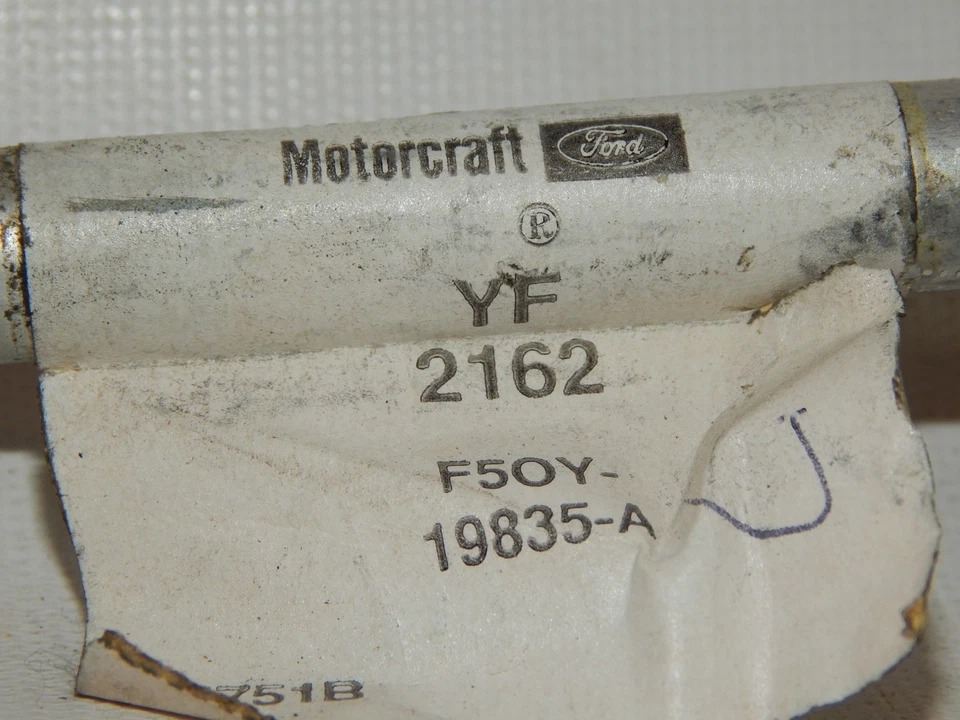 Motorcraft Ford
®
YF
2162
F5OY-
19835-A
J
751B